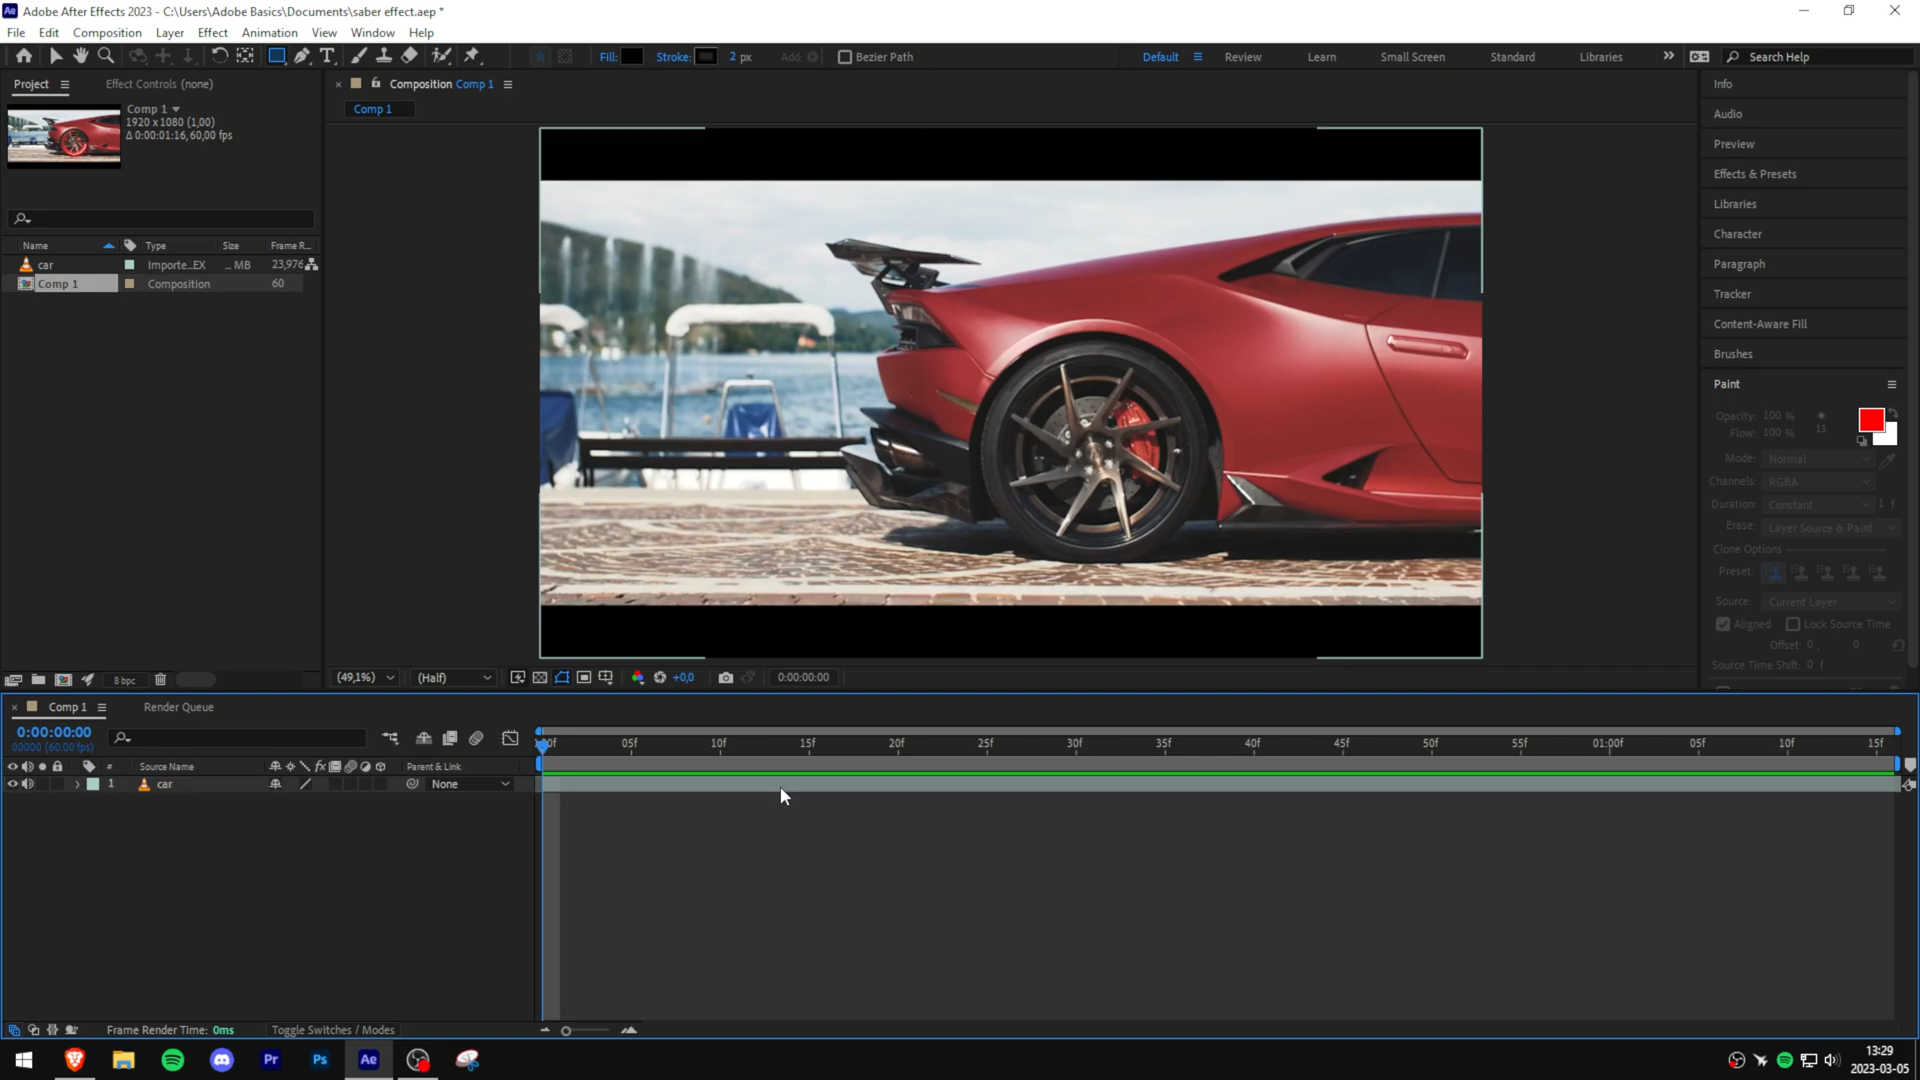 Adobe After Effects 2023 - C:\Users\Adobe Basics\Documents\saber effect.aep *
File Edit Composition Layer Effect Animation View Window Help
Fill: Stroke: 2 px Add: Bezier Path Default Review Learn Small Screen Standard Libraries Search Help
Project Effect Controls (none)
Composition Comp 1
Comp 1
Comp 1
1920 x 1080 (1,00)
Δ 0:00:01:16, 60,00 fps
Name Type Size Frame R...
car Importe...EX ... MB 23,976
Comp 1 Composition 60
8 bpc
(49,1%) (Half) +0,0 0:00:00:00
Info
Audio
Preview
Effects & Presets
Libraries
Character
Paragraph
Tracker
Content-Aware Fill
Brushes
Paint
Opacity: 100 %
Flow: 100 %
13
Mode: Normal
Channels: RGBA
Duration: Constant 1 f
Erase: Layer Source & Paint
Clone Options
Preset:
Source: Current Layer
Aligned Lock Source Time
Offset: 0 , 0
Source Time Shift: 0 f
Comp 1 Render Queue
0:00:00:00
00000 (60.00 fps)
05f 10f 15f 20f 25f 30f 35f 40f 45f 50f 55f 01:00f 05f 10f 15f
# Source Name fx Parent & Link
1 car None
Frame Render Time: 0ms Toggle Switches / Modes
Pr Ps Ae
13:29
2023-03-05